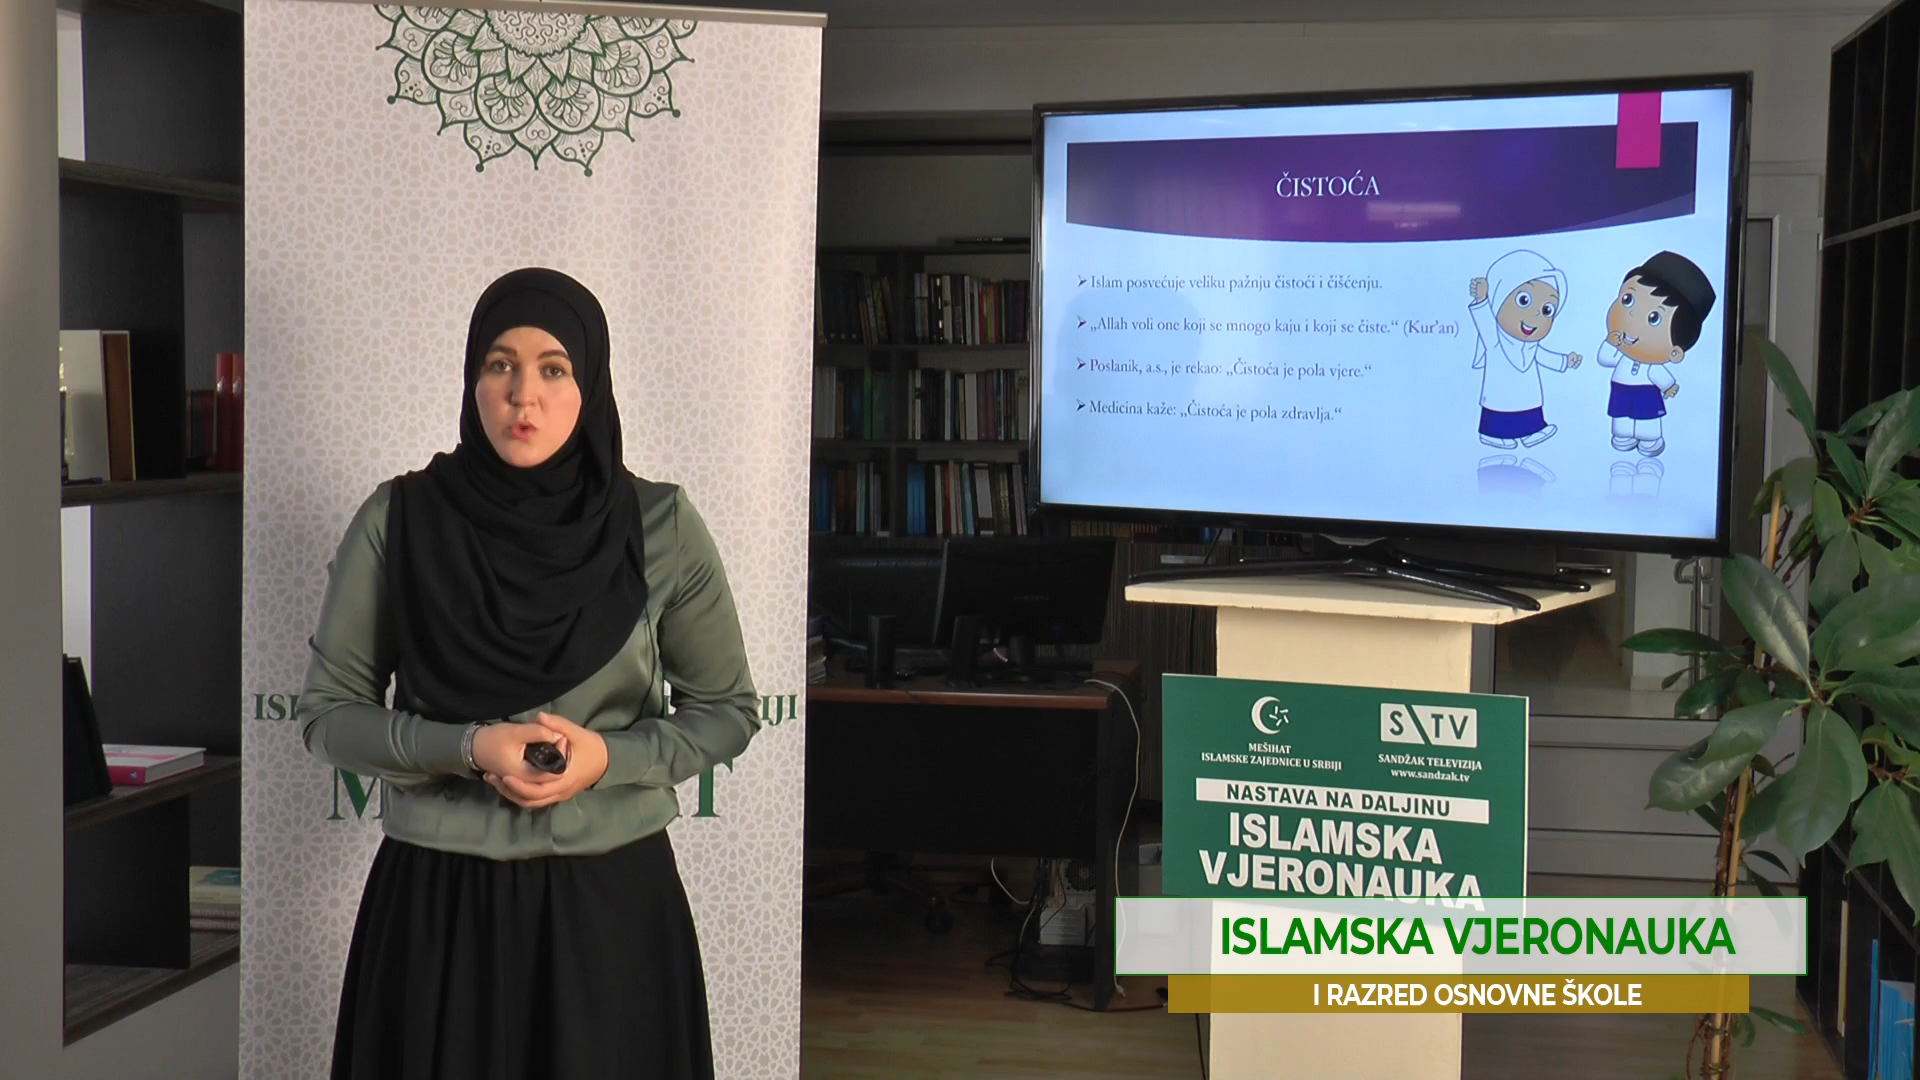 ČISTOĆA
Islam posvećuje veliku pažnju čistoći i čišćenju.
„Allah voli one koji se mnogo kaju i koji se čiste.“ (Kur'an)
Poslanik, a.s., je rekao: „Čistoća je pola vjere.“
Medicina kaže: „Čistoća je pola zdravlja.“
MEŠIHAT
ISLAMSKE ZAJEDNICE U SRBIJI
S TV
SANDŽAK TELEVIZIJA
www.sandzak.tv
NASTAVA NA DALJINU
ISLAMSKA
VJERONAUKA
ISLAMSKA VJERONAUKA
I RAZRED OSNOVNE ŠKOLE